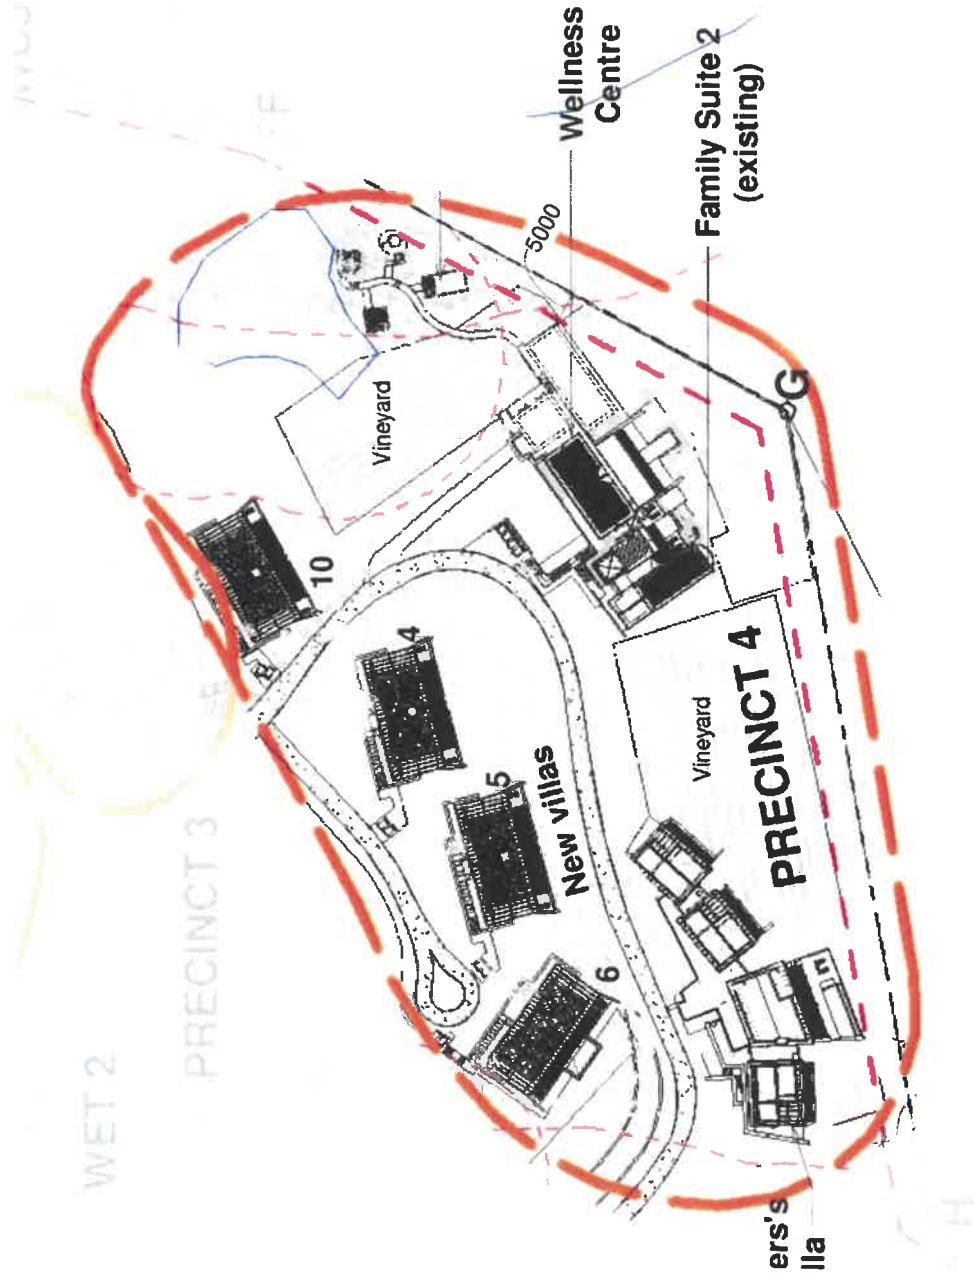 Wellness
Centre
Family Suite 2
(existing)
5000
Vineyard
10
4
5
6
New villas
Vineyard
PRECINCT 4
G
ers's
lla
PRECINCT 3
WET 2
H